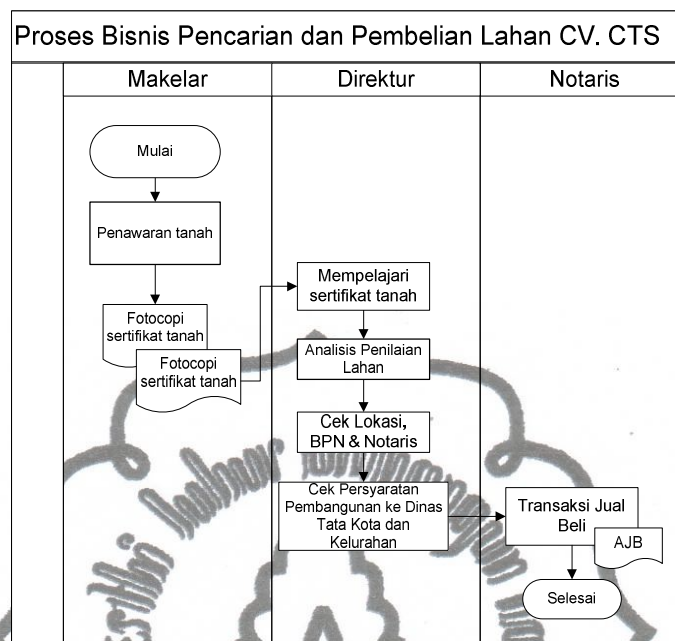 Proses Bisnis Pencarian dan Pembelian Lahan CV. CTS
Makelar
Direktur
Notaris
Mulai
Penawaran tanah
Fotocopi
sertifikat tanah
Fotocopi
sertifikat tanah
Mempelajari
sertifikat tanah
Analisis Penilaian
Lahan
Cek Lokasi,
BPN & Notaris
Cek Persyaratan
Pembangunan ke Dinas
Tata Kota dan
Kelurahan
Transaksi Jual
Beli
AJB
Selesai